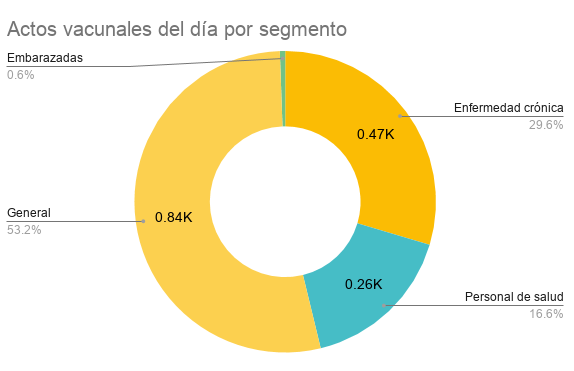 Actos vacunales del día por segmento
Embarazadas
0.6%
Enfermedad crónica
29.6%
0.47K
General
53.2%
0.84K
0.26K
Personal de salud
16.6%